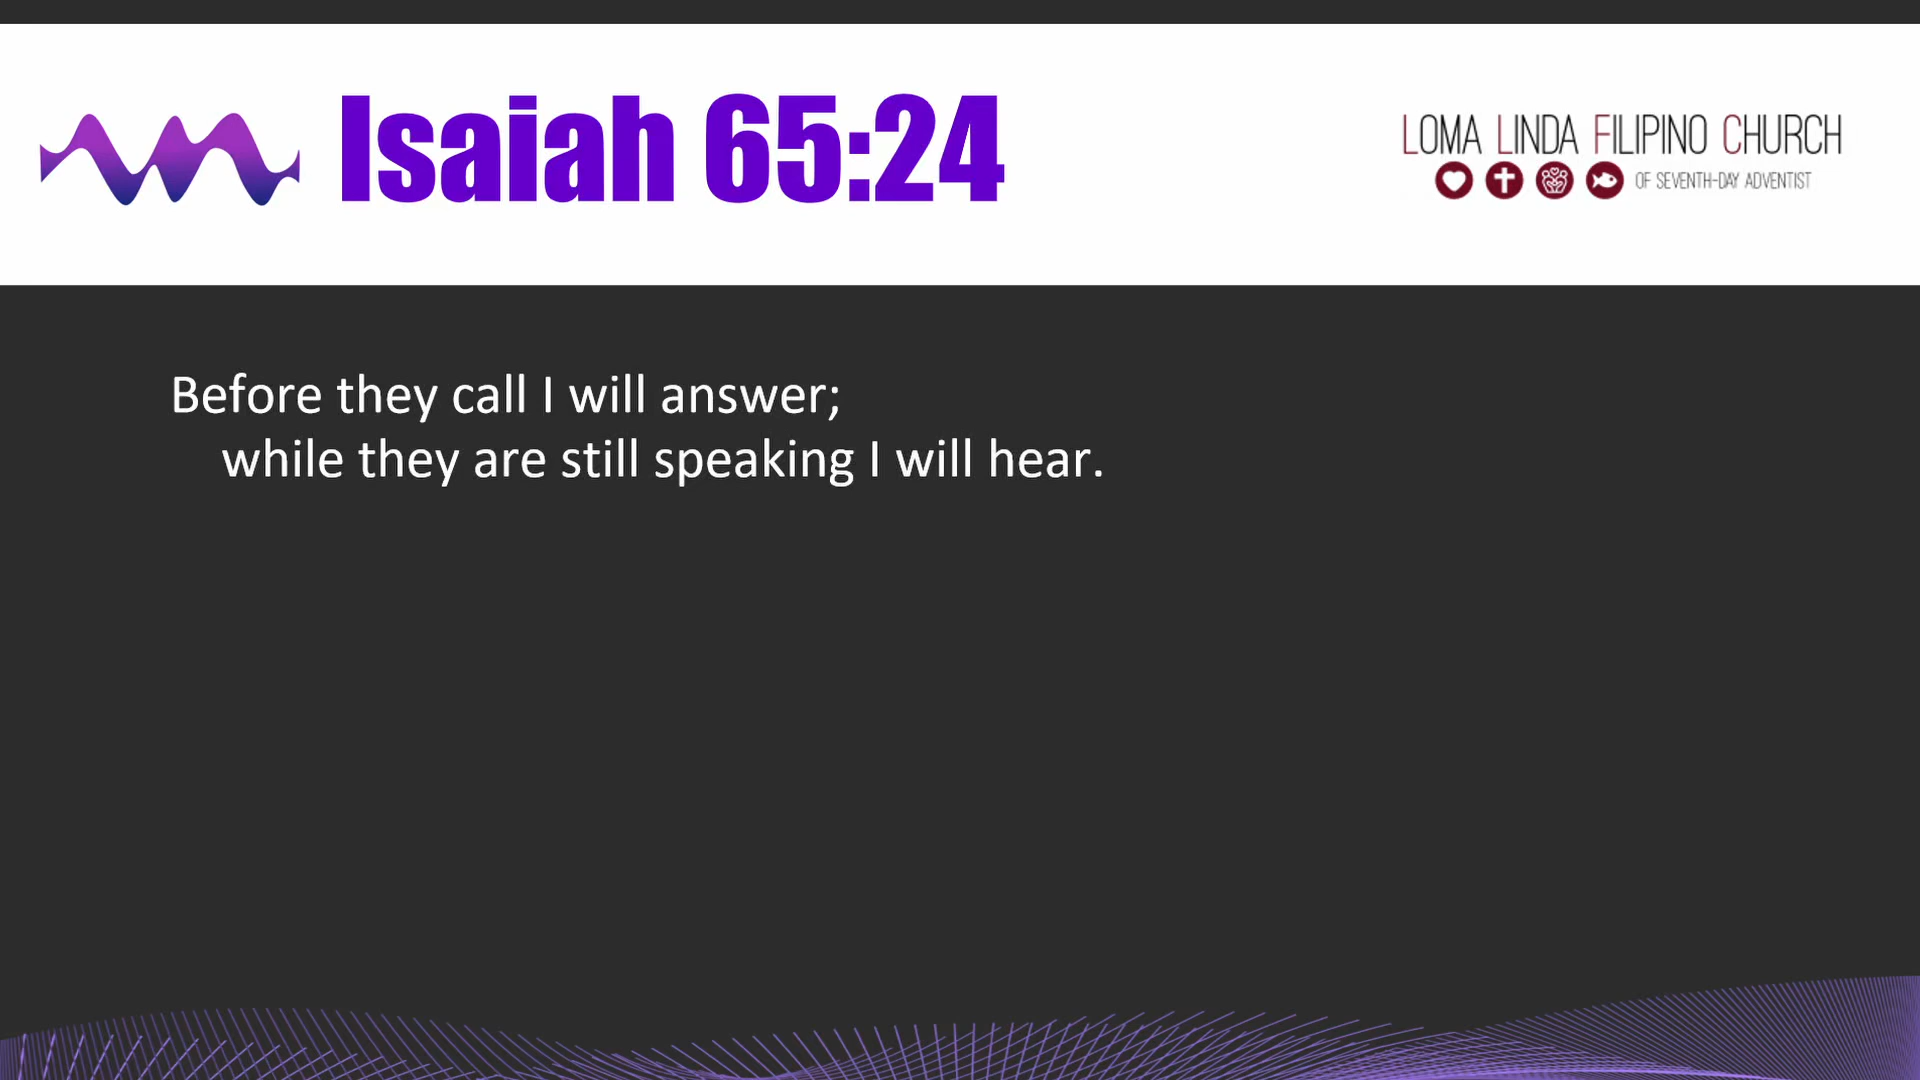 Isaiah 65:24
LOMA LINDA FILIPINO CHURCH
OF SEVENTH-DAY ADVENTIST
Before they call I will answer;
while they are still speaking I will hear.